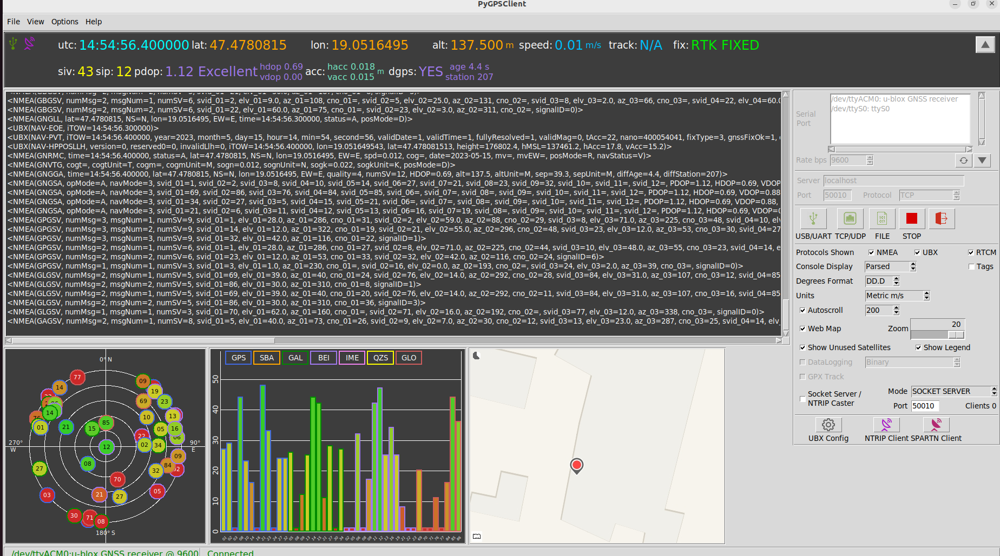 PyGPSClient
File View Options Help
utc: 14:54:56.400000 lat: 47.4780815 lon: 19.0516495 alt: 137.500 m speed: 0.01 m/s track: N/A fix: RTK FIXED
siv: 43 sip: 12 pdop: 1.12 Excellent hdop 0.69 vdop 0.00 acc: hacc 0.018 vacc 0.015 m dgps: YES age 4.4 s station 207
<NMEA(GBGSV, numMsg=2, msgNum=1, numSV=6, svid_01=2, elv_01=9.0, az_01=108, cno_01=, svid_02=5, elv_02=25.0, az_02=131, cno_02=, svid_03=8, elv_03=2.0, az_03=66, cno_03=, svid_04=22, elv_04=60.0
<NMEA(GBGSV, numMsg=2, msgNum=2, numSV=6, svid_01=22, elv_01=60.0, az_01=75, cno_01=, svid_02=23, elv_02=3.0, az_02=311, cno_02=, signalID=0)>
<NMEA(GNGLL, lat=47.4780815, NS=N, lon=19.0516495, EW=E, time=14:54:56.300000, status=A, posMode=D)>
<UBX(NAV-EOE, iTOW=14:54:56.300000)>
<UBX(NAV-PVT, iTOW=14:54:56.400000, year=2023, month=5, day=15, hour=14, min=54, second=56, validDate=1, validTime=1, fullyResolved=1, validMag=0, tAcc=22, nano=400054041, fixType=3, gnssFixOk=1,
<UBX(NAV-HPPOSLLH, version=0, reserved0=0, invalidLlh=0, iTOW=14:54:56.400000, lon=19.051649543, lat=47.478081513, height=176802.4, hMSL=137461.2, hAcc=17.8, vAcc=15.2)>
<NMEA(GNRMC, time=14:54:56.400000, status=A, lat=47.4780815, NS=N, lon=19.0516495, EW=E, spd=0.012, cog=, date=2023-05-15, mv=, mvEW=, posMode=R, navStatus=V)>
<NMEA(GNVTG, cogt=, cogtUnit=T, cogm=, cogmUnit=M, sogn=0.012, sognUnit=N, sogk=0.022, sogkUnit=K, posMode=D)>
<NMEA(GNGGA, time=14:54:56.400000, lat=47.4780815, NS=N, lon=19.0516495, EW=E, quality=4, numSV=12, HDOP=0.69, alt=137.5, altUnit=M, sep=39.3, sepUnit=M, diffAge=4.4, diffStation=207)>
<NMEA(GNGSA, opMode=A, navMode=3, svid_01=1, svid_02=2, svid_03=8, svid_04=10, svid_05=14, svid_06=27, svid_07=21, svid_08=23, svid_09=32, svid_10=, svid_11=, svid_12=, PDOP=1.12, HDOP=0.69, VDOP
<NMEA(GNGSA, opMode=A, navMode=3, svid_01=69, svid_02=86, svid_03=76, svid_04=84, svid_05=85, svid_06=, svid_07=, svid_08=, svid_09=, svid_10=, svid_11=, svid_12=, PDOP=1.12, HDOP=0.69, VDOP=0.88
<NMEA(GNGSA, opMode=A, navMode=3, svid_01=34, svid_02=27, svid_03=5, svid_04=15, svid_05=21, svid_06=, svid_07=, svid_08=, svid_09=, svid_10=, svid_11=, svid_12=, PDOP=1.12, HDOP=0.69, VDOP=0.88,
<NMEA(GNGSA, opMode=A, navMode=3, svid_01=21, svid_02=6, svid_03=11, svid_04=12, svid_05=13, svid_06=16, svid_07=19, svid_08=, svid_09=, svid_10=, svid_11=, svid_12=, PDOP=1.12, HDOP=0.69, VDOP=0
<NMEA(GPGSV, numMsg=3, msgNum=1, numSV=9, svid_01=1, elv_01=28.0, az_01=286, cno_01=31, svid_02=2, elv_02=59.0, az_02=88, cno_02=29, svid_03=8, elv_03=71.0, az_03=225, cno_03=48, svid_04=10, el
<NMEA(GPGSV, numMsg=3, msgNum=2, numSV=9, svid_01=14, elv_01=12.0, az_01=322, cno_01=19, svid_02=21, elv_02=55.0, az_02=296, cno_02=48, svid_03=23, elv_03=12.0, az_03=53, cno_03=30, svid_04=27
<NMEA(GPGSV, numMsg=3, msgNum=3, numSV=9, svid_01=32, elv_01=42.0, az_01=116, cno_01=22, signalID=1)>
<NMEA(GPGSV, numMsg=2, msgNum=1, numSV=6, svid_01=1, elv_01=28.0, az_01=286, cno_01=27, svid_02=8, elv_02=71.0, az_02=225, cno_02=44, svid_03=10, elv_03=48.0, az_03=55, cno_03=23, svid_04=14, e
<NMEA(GPGSV, numMsg=2, msgNum=2, numSV=6, svid_01=23, elv_01=12.0, az_01=53, cno_01=33, svid_02=32, elv_02=42.0, az_02=116, cno_02=24, signalID=6)>
<NMEA(GPGSV, numMsg=1, msgNum=1, numSV=3, svid_01=3, elv_01=1.0, az_01=230, cno_01=, svid_02=16, elv_02=0.0, az_02=193, cno_02=, svid_03=24, elv_03=2.0, az_03=39, cno_03=, signalID=0)>
<NMEA(GLGSV, numMsg=2, msgNum=1, numSV=5, svid_01=69, elv_01=39.0, az_01=40, cno_01=24, svid_02=76, elv_02=14.0, az_02=292, cno_02=28, svid_03=84, elv_03=31.0, az_03=107, cno_03=12, svid_04=85
<NMEA(GLGSV, numMsg=2, msgNum=2, numSV=5, svid_01=86, elv_01=30.0, az_01=310, cno_01=8, signalID=1)>
<NMEA(GLGSV, numMsg=2, msgNum=1, numSV=5, svid_01=69, elv_01=39.0, az_01=40, cno_01=20, svid_02=76, elv_02=14.0, az_02=292, cno_02=11, svid_03=84, elv_03=31.0, az_03=107, cno_03=16, svid_04=85
<NMEA(GLGSV, numMsg=2, msgNum=2, numSV=5, svid_01=86, elv_01=30.0, az_01=310, cno_01=36, signalID=3)>
<NMEA(GLGSV, numMsg=1, msgNum=1, numSV=3, svid_01=70, elv_01=62.0, az_01=160, cno_01=, svid_02=71, elv_02=16.0, az_02=192, cno_02=, svid_03=77, elv_03=12.0, az_03=338, cno_03=, signalID=0)>
<NMEA(GAGSV, numMsg=2, msgNum=1, numSV=8, svid_01=5, elv_01=40.0, az_01=73, cno_01=26, svid_02=9, elv_02=7.0, az_02=30, cno_02=12, svid_03=13, elv_03=23.0, az_03=287, cno_03=25, svid_04=14, elv_
Serial Port
/dev/ttyACM0: u-blox GNSS receiver
/dev/ttyS0: ttyS0
Rate bps 9600
Server localhost
Port 50010 Protocol TCP
USB/UART TCP/UDP FILE STOP
Protocols Shown NMEA UBX RTCM
Console Display Parsed Tags
Degrees Format DD.D
Units Metric m/s
Autoscroll 200
Web Map Zoom 20
Show Unused Satellites Show Legend
DataLogging Binary
GPX Track
Socket Server / NTRIP Caster Mode SOCKET SERVER
Port 50010 Clients 0
UBX Config NTRIP Client SPARTN Client
0° N
77
14
09
19
69
23
14
10
13
01
21
15
85
05
16
22
02
34
12
270° W
90° E
08
09
84
27
32
70
03
21
27
05
30
71
08
180° S
GPS SBA GAL BEI IME QZS GLO
50
40
30
20
10
0
/dev/ttyACM0:u-blox GNSS receiver @ 9600 Connected